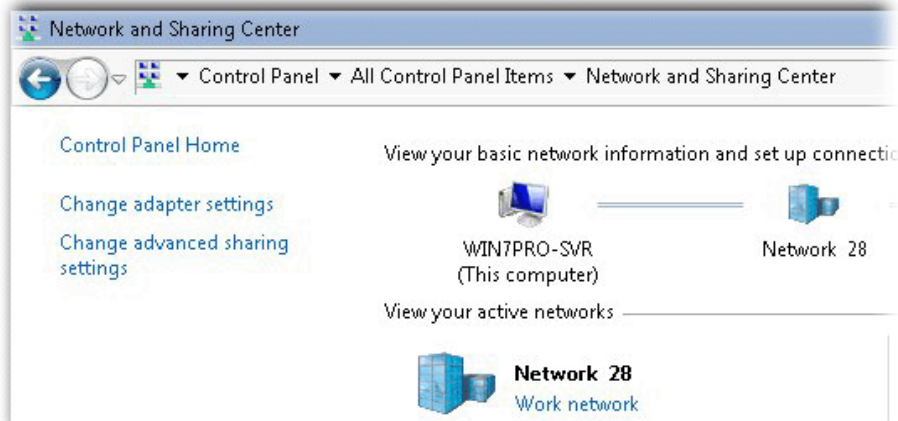 Network and Sharing Center
Control Panel All Control Panel Items Network and Sharing Center
Control Panel Home
Change adapter settings
Change advanced sharing
settings
View your basic network information and set up
WIN7PRO-SVR
(This computer)
Network 28
View your active networks
Network 28
Work network